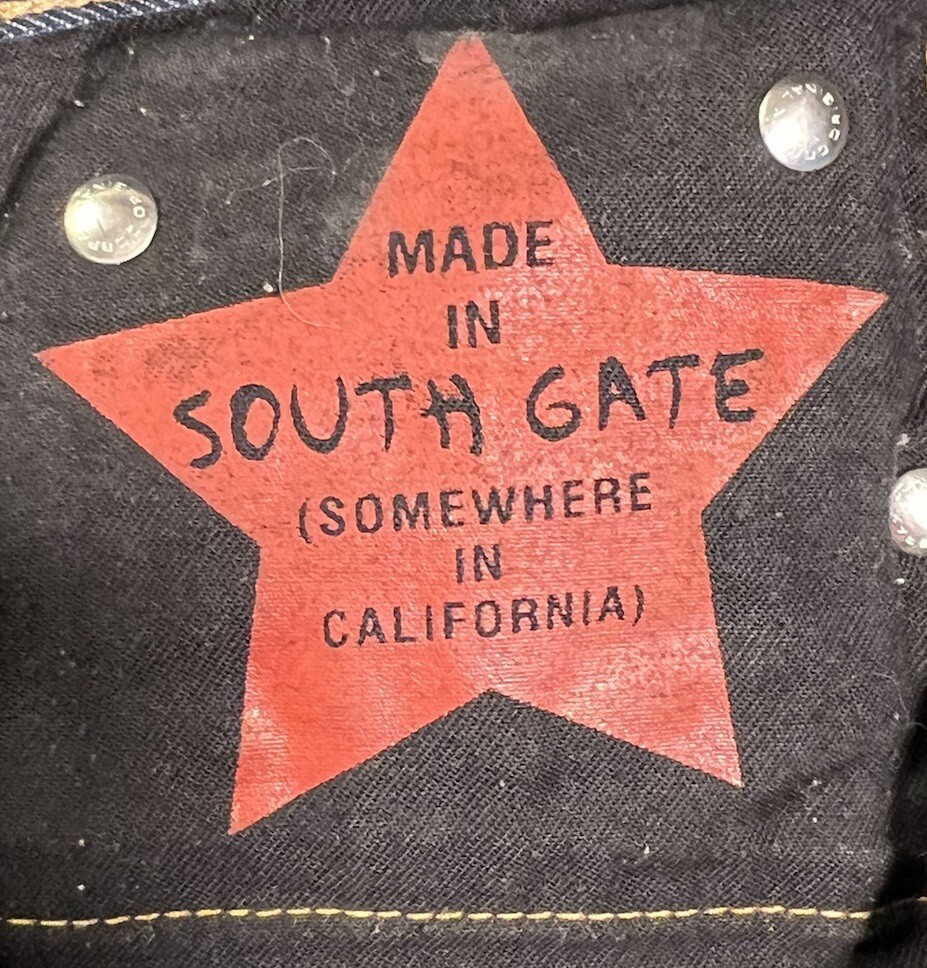 MADE
IN
SOUTH GATE
(SOMEWHERE
IN
CALIFORNIA)